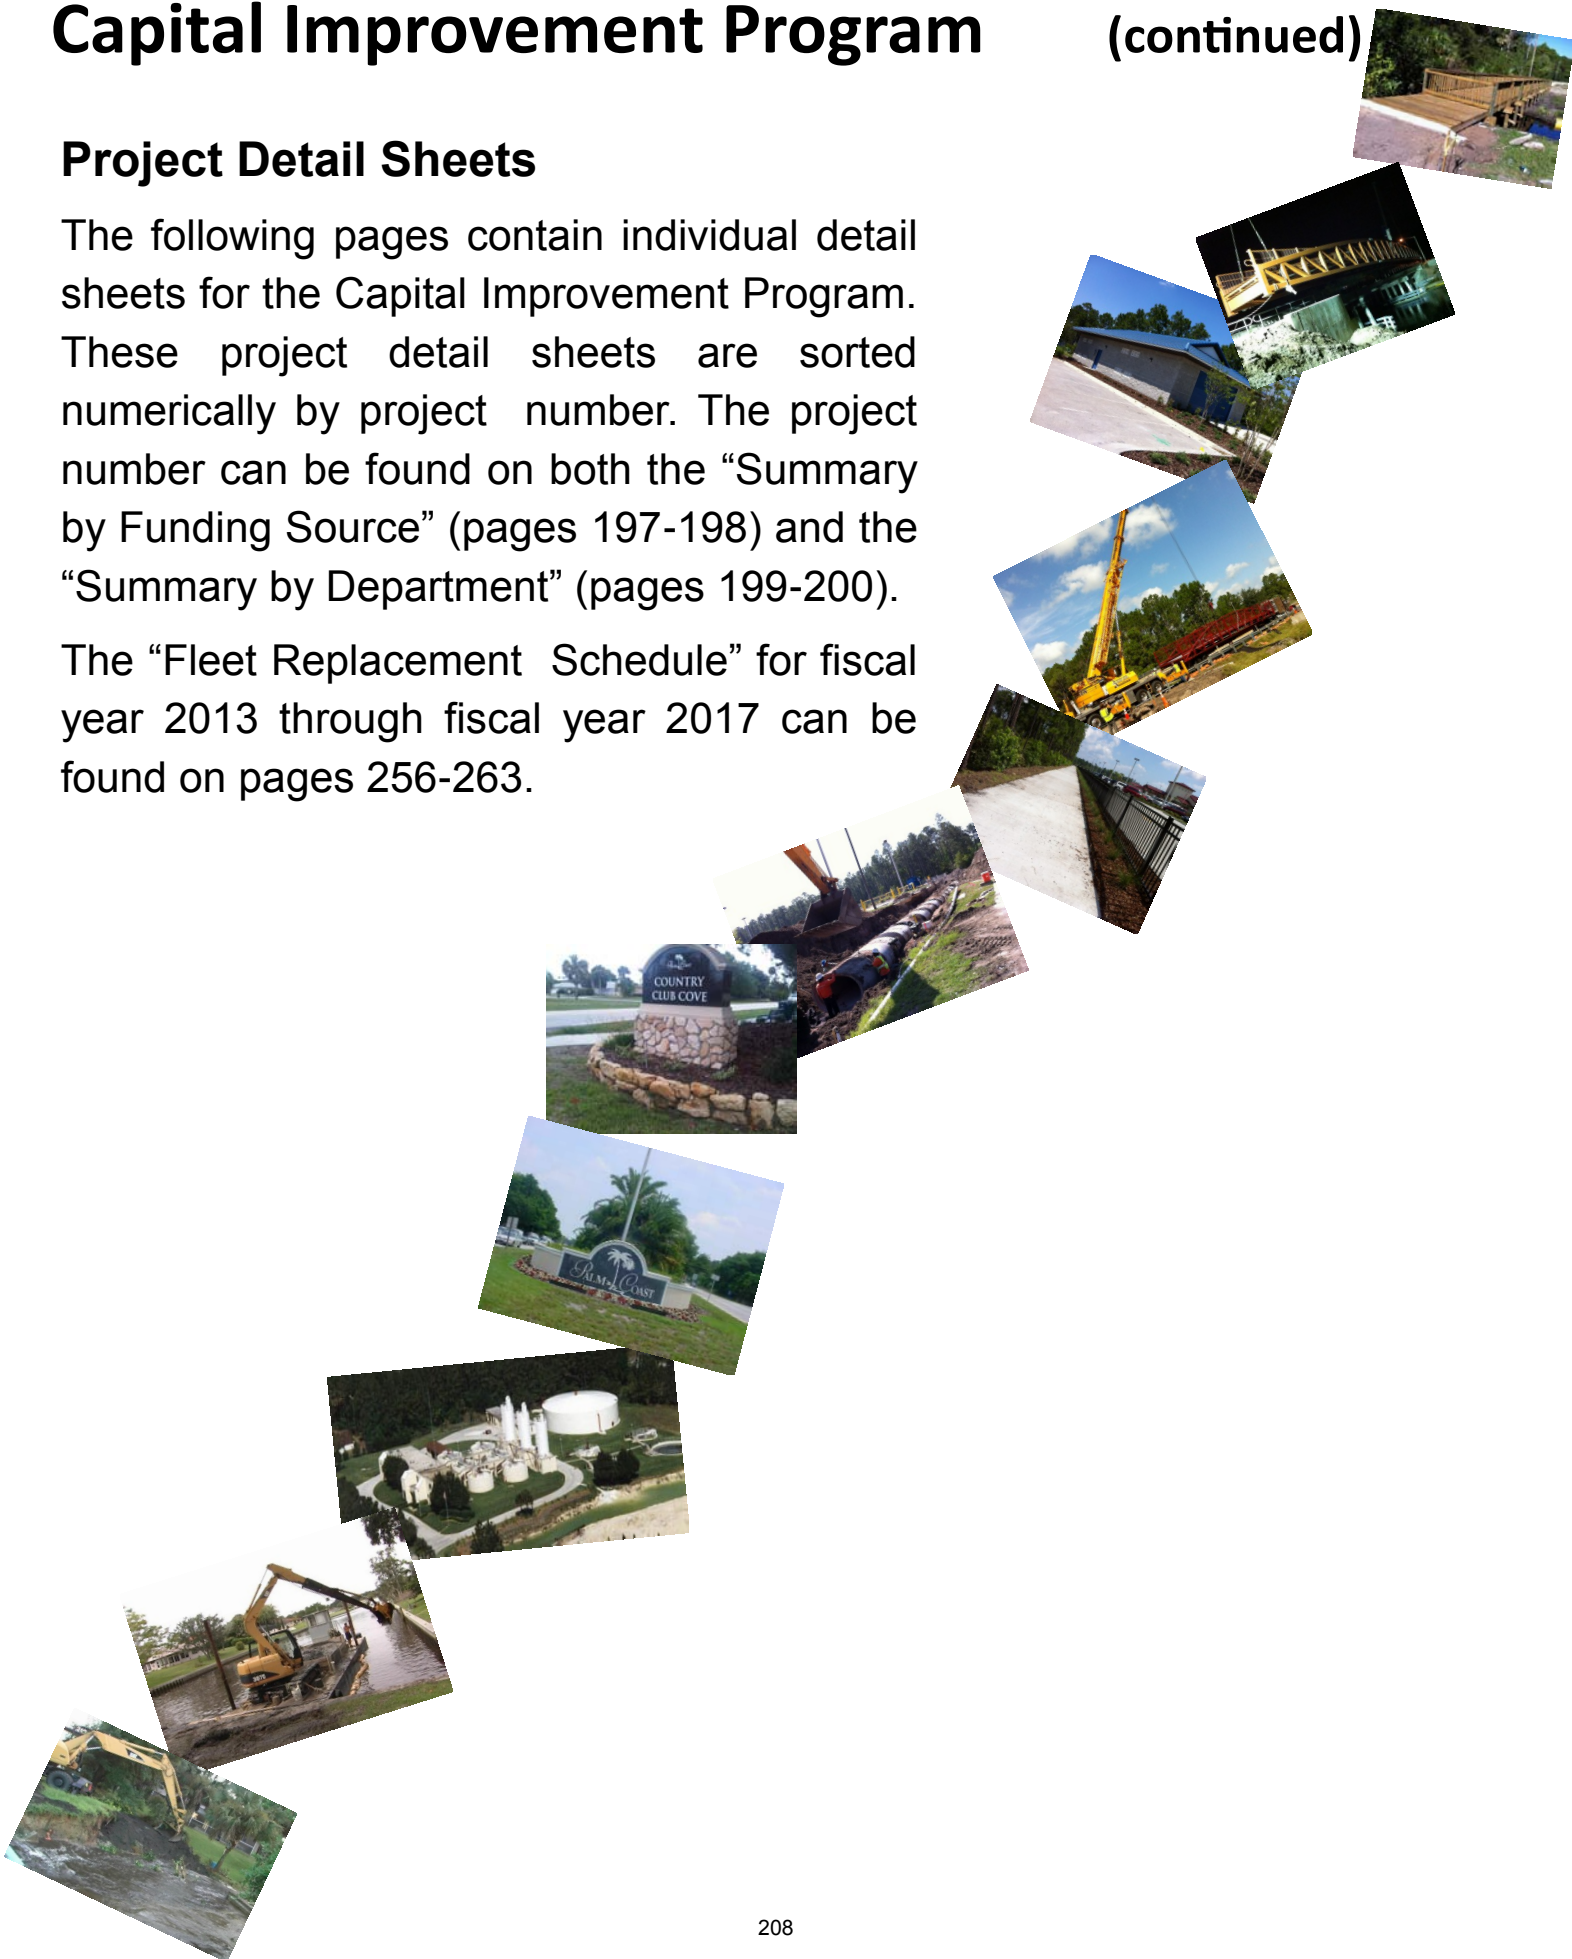 Capital Improvement Program (continued)
Project Detail Sheets
The following pages contain individual detail
sheets for the Capital Improvement Program.
These project detail sheets are sorted
numerically by project number. The project
number can be found on both the “Summary
by Funding Source” (pages 197-198) and the
“Summary by Department” (pages 199-200).
The “Fleet Replacement Schedule” for fiscal
year 2013 through fiscal year 2017 can be
found on pages 256-263.
COUNTRY
CLUB COVE
PALM COAST
208